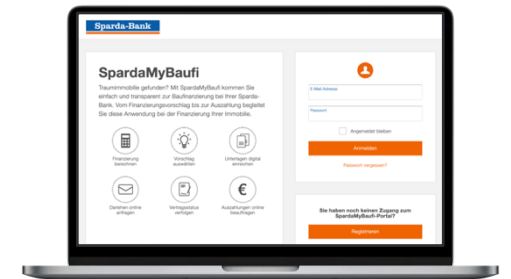 Sparda-Bank
SpardaMyBaufi
Traumimmobilie gefunden? Mit SpardaMyBaufi kommen Sie
einfach und transparent zur Baufinanzierung bei Ihrer Sparda-
Bank. Vom Finanzierungsvorschlag bis zur Auszahlung begleitet
Sie diese Anwendung bei der Finanzierung Ihrer Immobilie.
Finanzierung
berechnen
Vorschlag
auswählen
Unterlagen digital
einreichen
Darlehen online
anfragen
Vertragsstatus
verfolgen
Auszahlungen online
beauftragen
E-Mail Adresse
Passwort
Angemeldet bleiben
Anmelden
Passwort vergessen?
Sie haben noch keinen Zugang zum
SpardaMyBaufi-Portal?
Registrieren